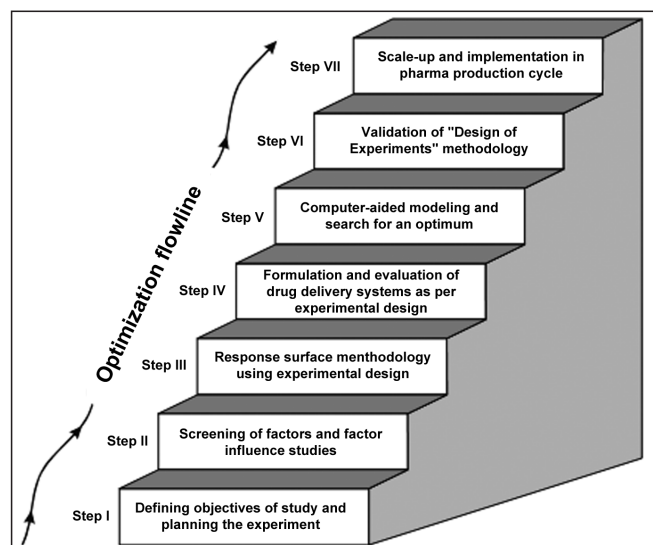 Step VII
Scale-up and implementation in
pharma production cycle
Step VI
Validation of "Design of
Experiments" methodology
Step V
Computer-aided modeling and
search for an optimum
Step IV
Formulation and evaluation of
drug delivery systems as per
experimental design
Step III
Response surface menthodology
using experimental design
Step II
Screening of factors and factor
influence studies
Step I
Defining objectives of study and
planning the experiment
Optimization flowline